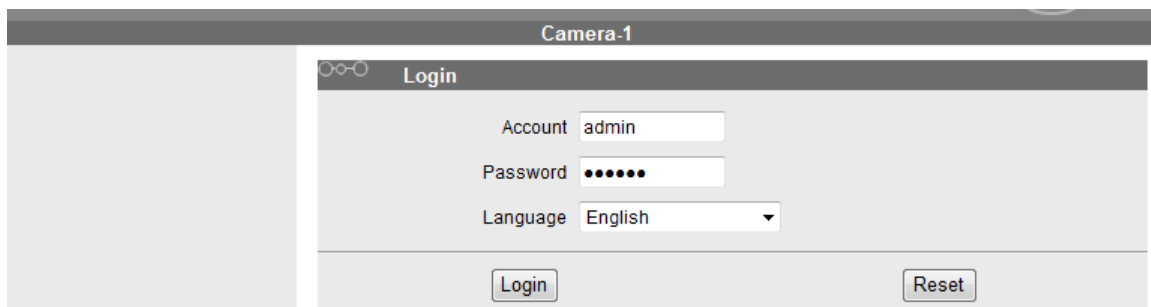 Camera-1
Login
Account admin
Password ••••••
Language English
Login Reset